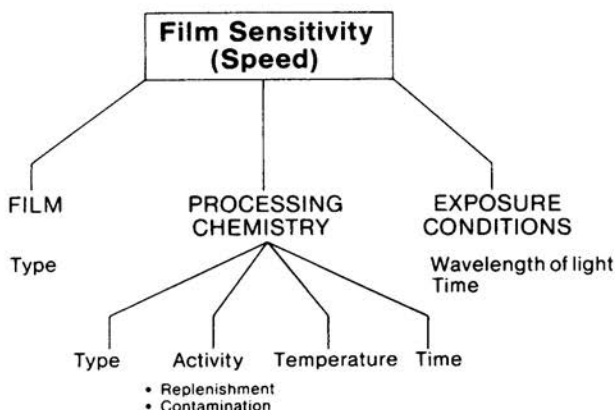 Film Sensitivity
(Speed)
FILM
PROCESSING
CHEMISTRY
EXPOSURE
CONDITIONS
Type
Wavelength of light
Time
Type
Activity
Temperature
Time
• Replenishment
• Contamination